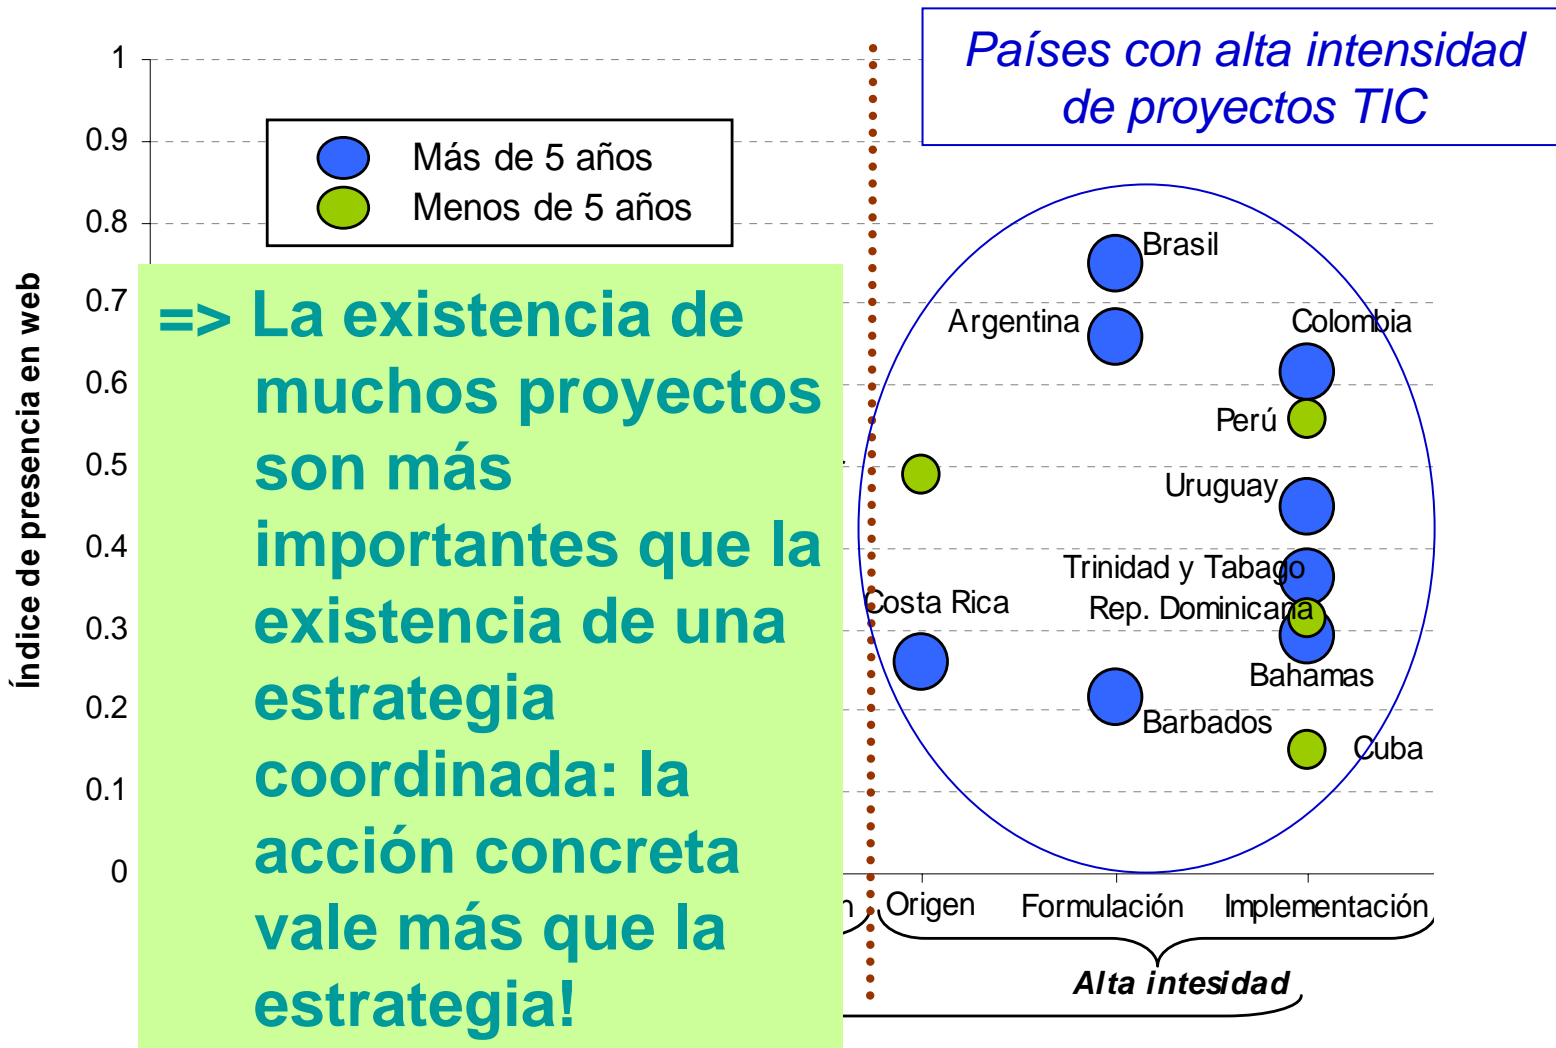 Países con alta intensidad
de proyectos TIC
Índice de presencia en web
1
0.9
0.8
0.7
0.6
0.5
0.4
0.3
0.2
0.1
0
Más de 5 años
Menos de 5 años
=> La existencia de
muchos proyectos
son más
importantes que la
existencia de una
estrategia
coordinada: la
acción concreta
vale más que la
estrategia!
Brasil
Argentina
Colombia
Perú
Uruguay
Trinidad y Tabago
Costa Rica
Rep. Dominicana
Bahamas
Barbados
Cuba
Origen
Formulación
Implementación
Alta intesidad